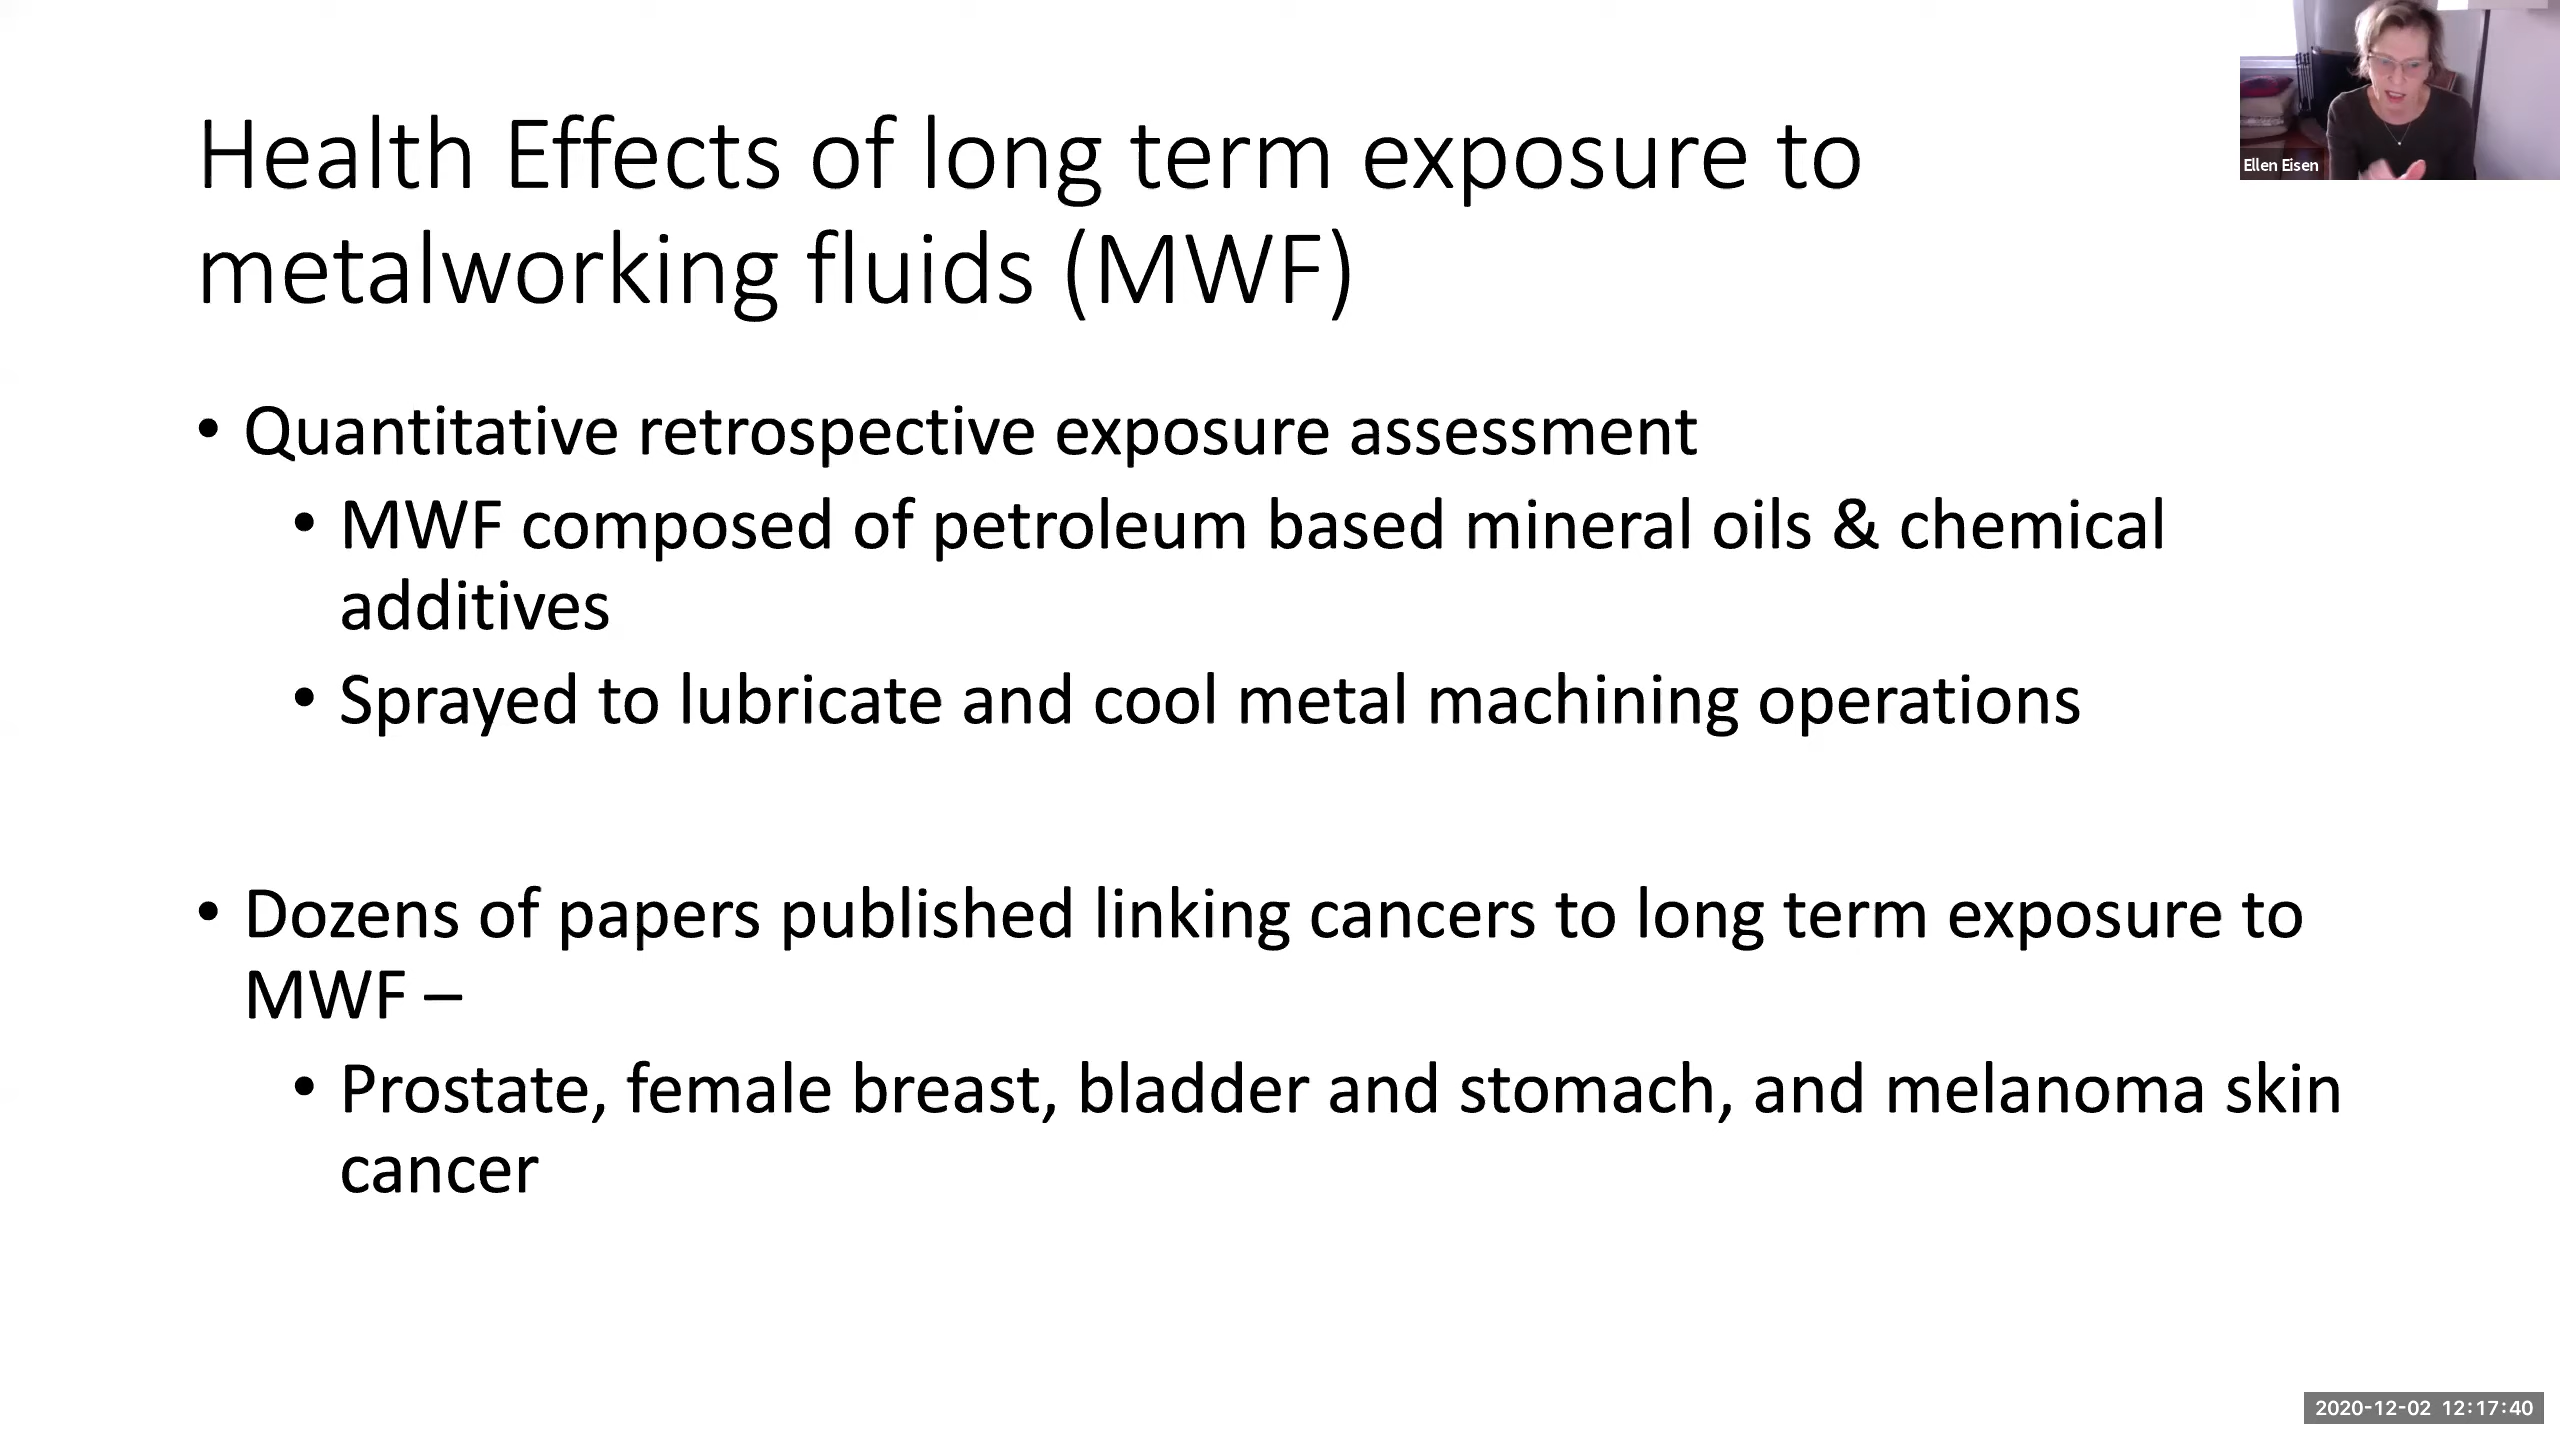 Health Effects of long term exposure to
metalworking fluids (MWF)
Ellen Eisen
• Quantitative retrospective exposure assessment
• MWF composed of petroleum based mineral oils & chemical
additives
• Sprayed to lubricate and cool metal machining operations
• Dozens of papers published linking cancers to long term exposure to
MWF –
• Prostate, female breast, bladder and stomach, and melanoma skin
cancer
2020-12-02 12:17:40